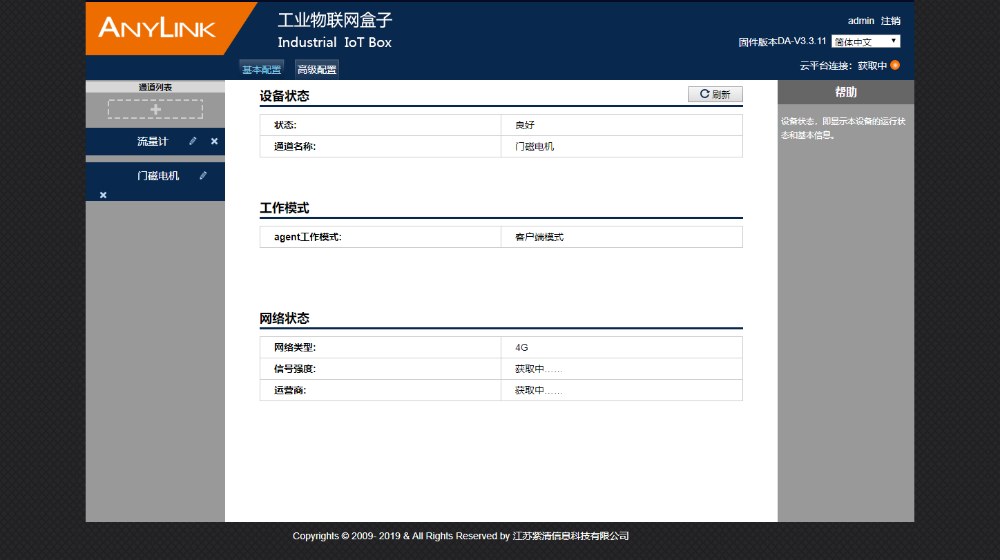 ANYLINK
工业物联网盒子
Industrial IoT Box
admin 注销
固件版本DA-V3.3.11 简体中文
云平台连接：获取中
基本配置 高级配置
通道列表
流量计
门磁电机
设备状态
刷新
状态: 良好
通道名称: 门磁电机
工作模式
agent工作模式: 客户端模式
网络状态
网络类型: 4G
信号强度: 获取中……
运营商: 获取中……
帮助
设备状态，即显示本设备的运行状
态和基本信息。
Copyrights © 2009- 2019 & All Rights Reserved by 江苏紫清信息科技有限公司